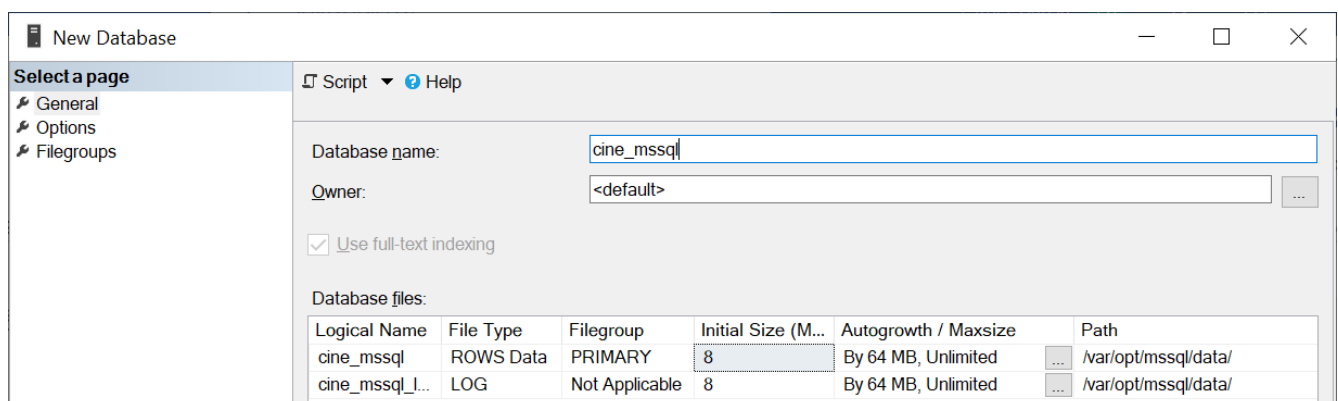 New Database
Select a page
General
Options
Filegroups
Script Help
Database name: cine_mssql
Owner: <default> ...
Use full-text indexing
Database files:
Logical Name File Type Filegroup Initial Size (M... Autogrowth / Maxsize Path
cine_mssql ROWS Data PRIMARY 8 By 64 MB, Unlimited ... /var/opt/mssql/data/
cine_mssql_l... LOG Not Applicable 8 By 64 MB, Unlimited ... /var/opt/mssql/data/